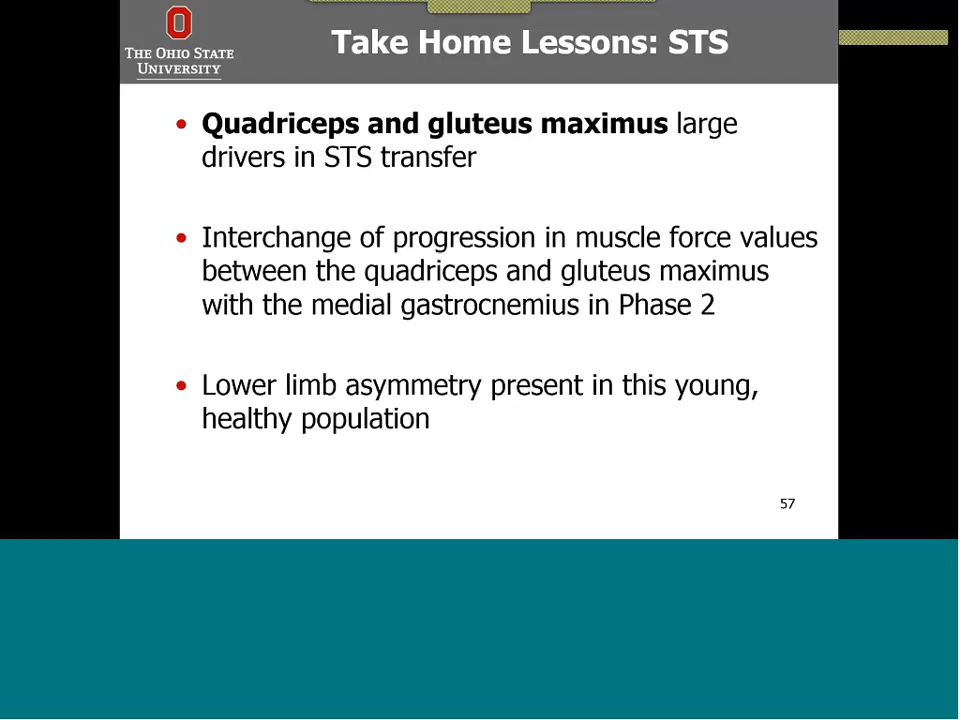 Take Home Lessons: STS
THE OHIO STATE
UNIVERSITY
• Quadriceps and gluteus maximus large
drivers in STS transfer
• Interchange of progression in muscle force values
between the quadriceps and gluteus maximus
with the medial gastrocnemius in Phase 2
• Lower limb asymmetry present in this young,
healthy population
57